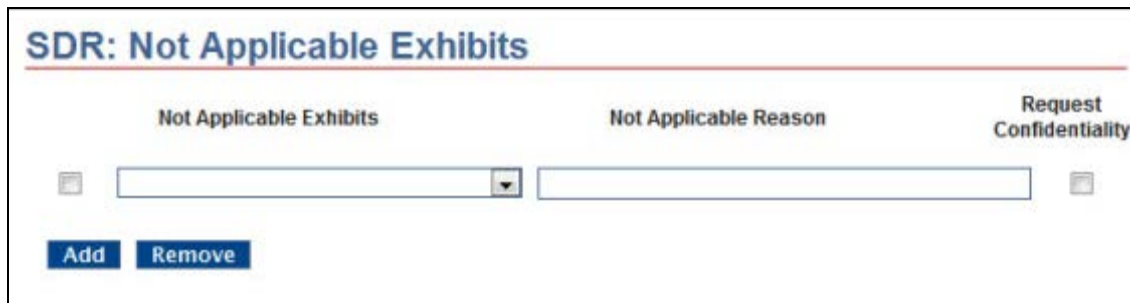 SDR: Not Applicable Exhibits
Not Applicable Exhibits Not Applicable Reason Request Confidentiality
Add Remove